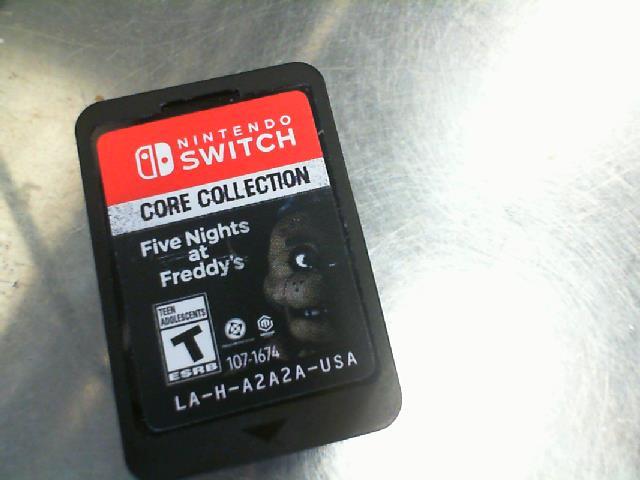 NINTENDO
SWITCH
CORE COLLECTION
Five Nights
at
Freddy's
TEEN
ADOLESCENTS
T
ESRB
107-1674
LA-H-A2A2A-USA